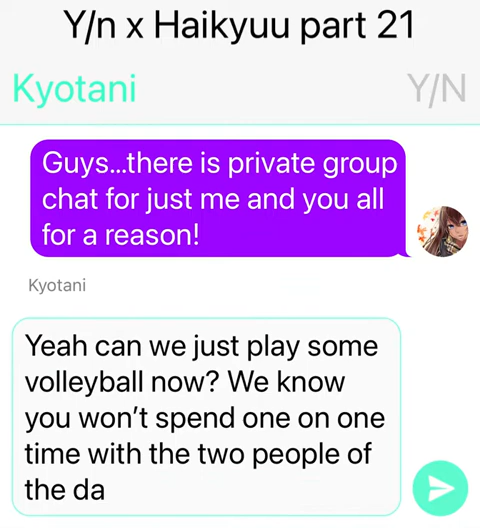 Y/n x Haikyuu part 21
Kyotani
Y/N
Guys...there is private group
chat for just me and you all
for a reason!
Kyotani
Yeah can we just play some
volleyball now? We know
you won't spend one on one
time with the two people of
the da